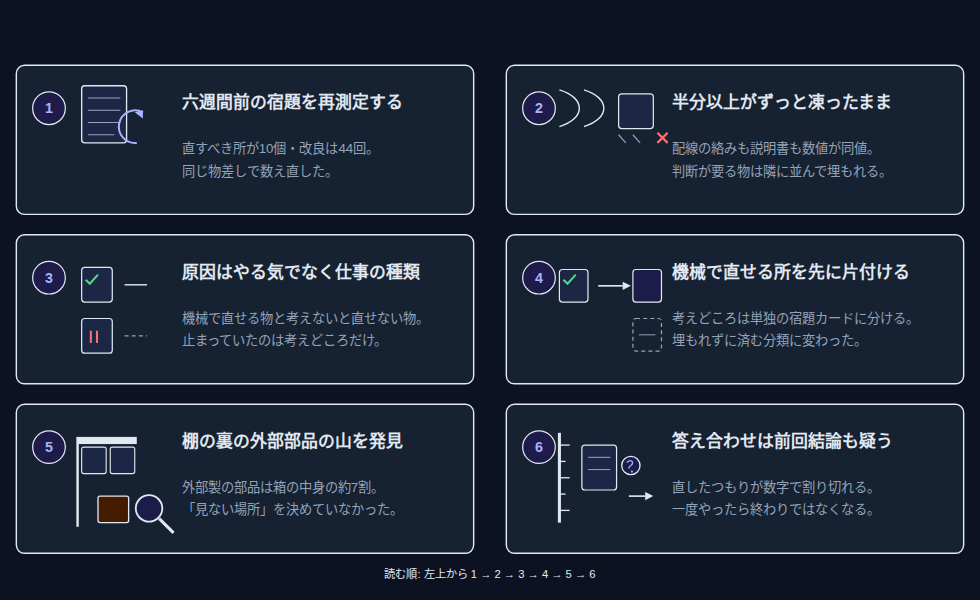 1
六週間前の宿題を再測定する
直すべき所が10個・改良は44回。
同じ物差しで数え直した。
2
半分以上がずっと凍ったまま
配線の絡みも説明書も数値が同値。
判断が要る物は隣に並んで埋もれる。
3
原因はやる気でなく仕事の種類
機械で直せる物と考えないと直せない物。
止まっていたのは考えどころだけ。
4
機械で直せる所を先に片付ける
考えどころは単独の宿題カードに分ける。
埋もれずに済む分類に変わった。
5
棚の裏の外部部品の山を発見
外部製の部品は箱の中身の約7割。
「見ない場所」を決めていなかった。
6
?
答え合わせは前回結論も疑う
直したつもりが数字で割り切れる。
一度やったら終わりではなくなる。
読む順: 左上から 1 → 2 → 3 → 4 → 5 → 6